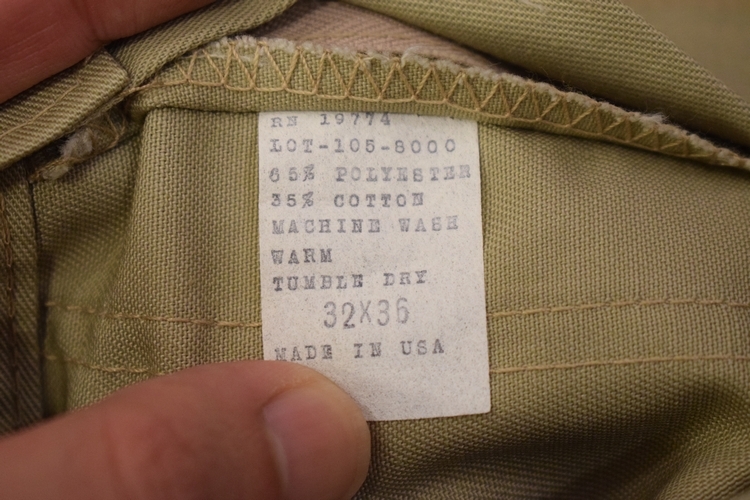 RN 19774
LOT-105-8000
65% POLYESTER
35% COTTON
MACHINE WASH
WARM
TUMBLE DRY
32X36
MADE IN USA